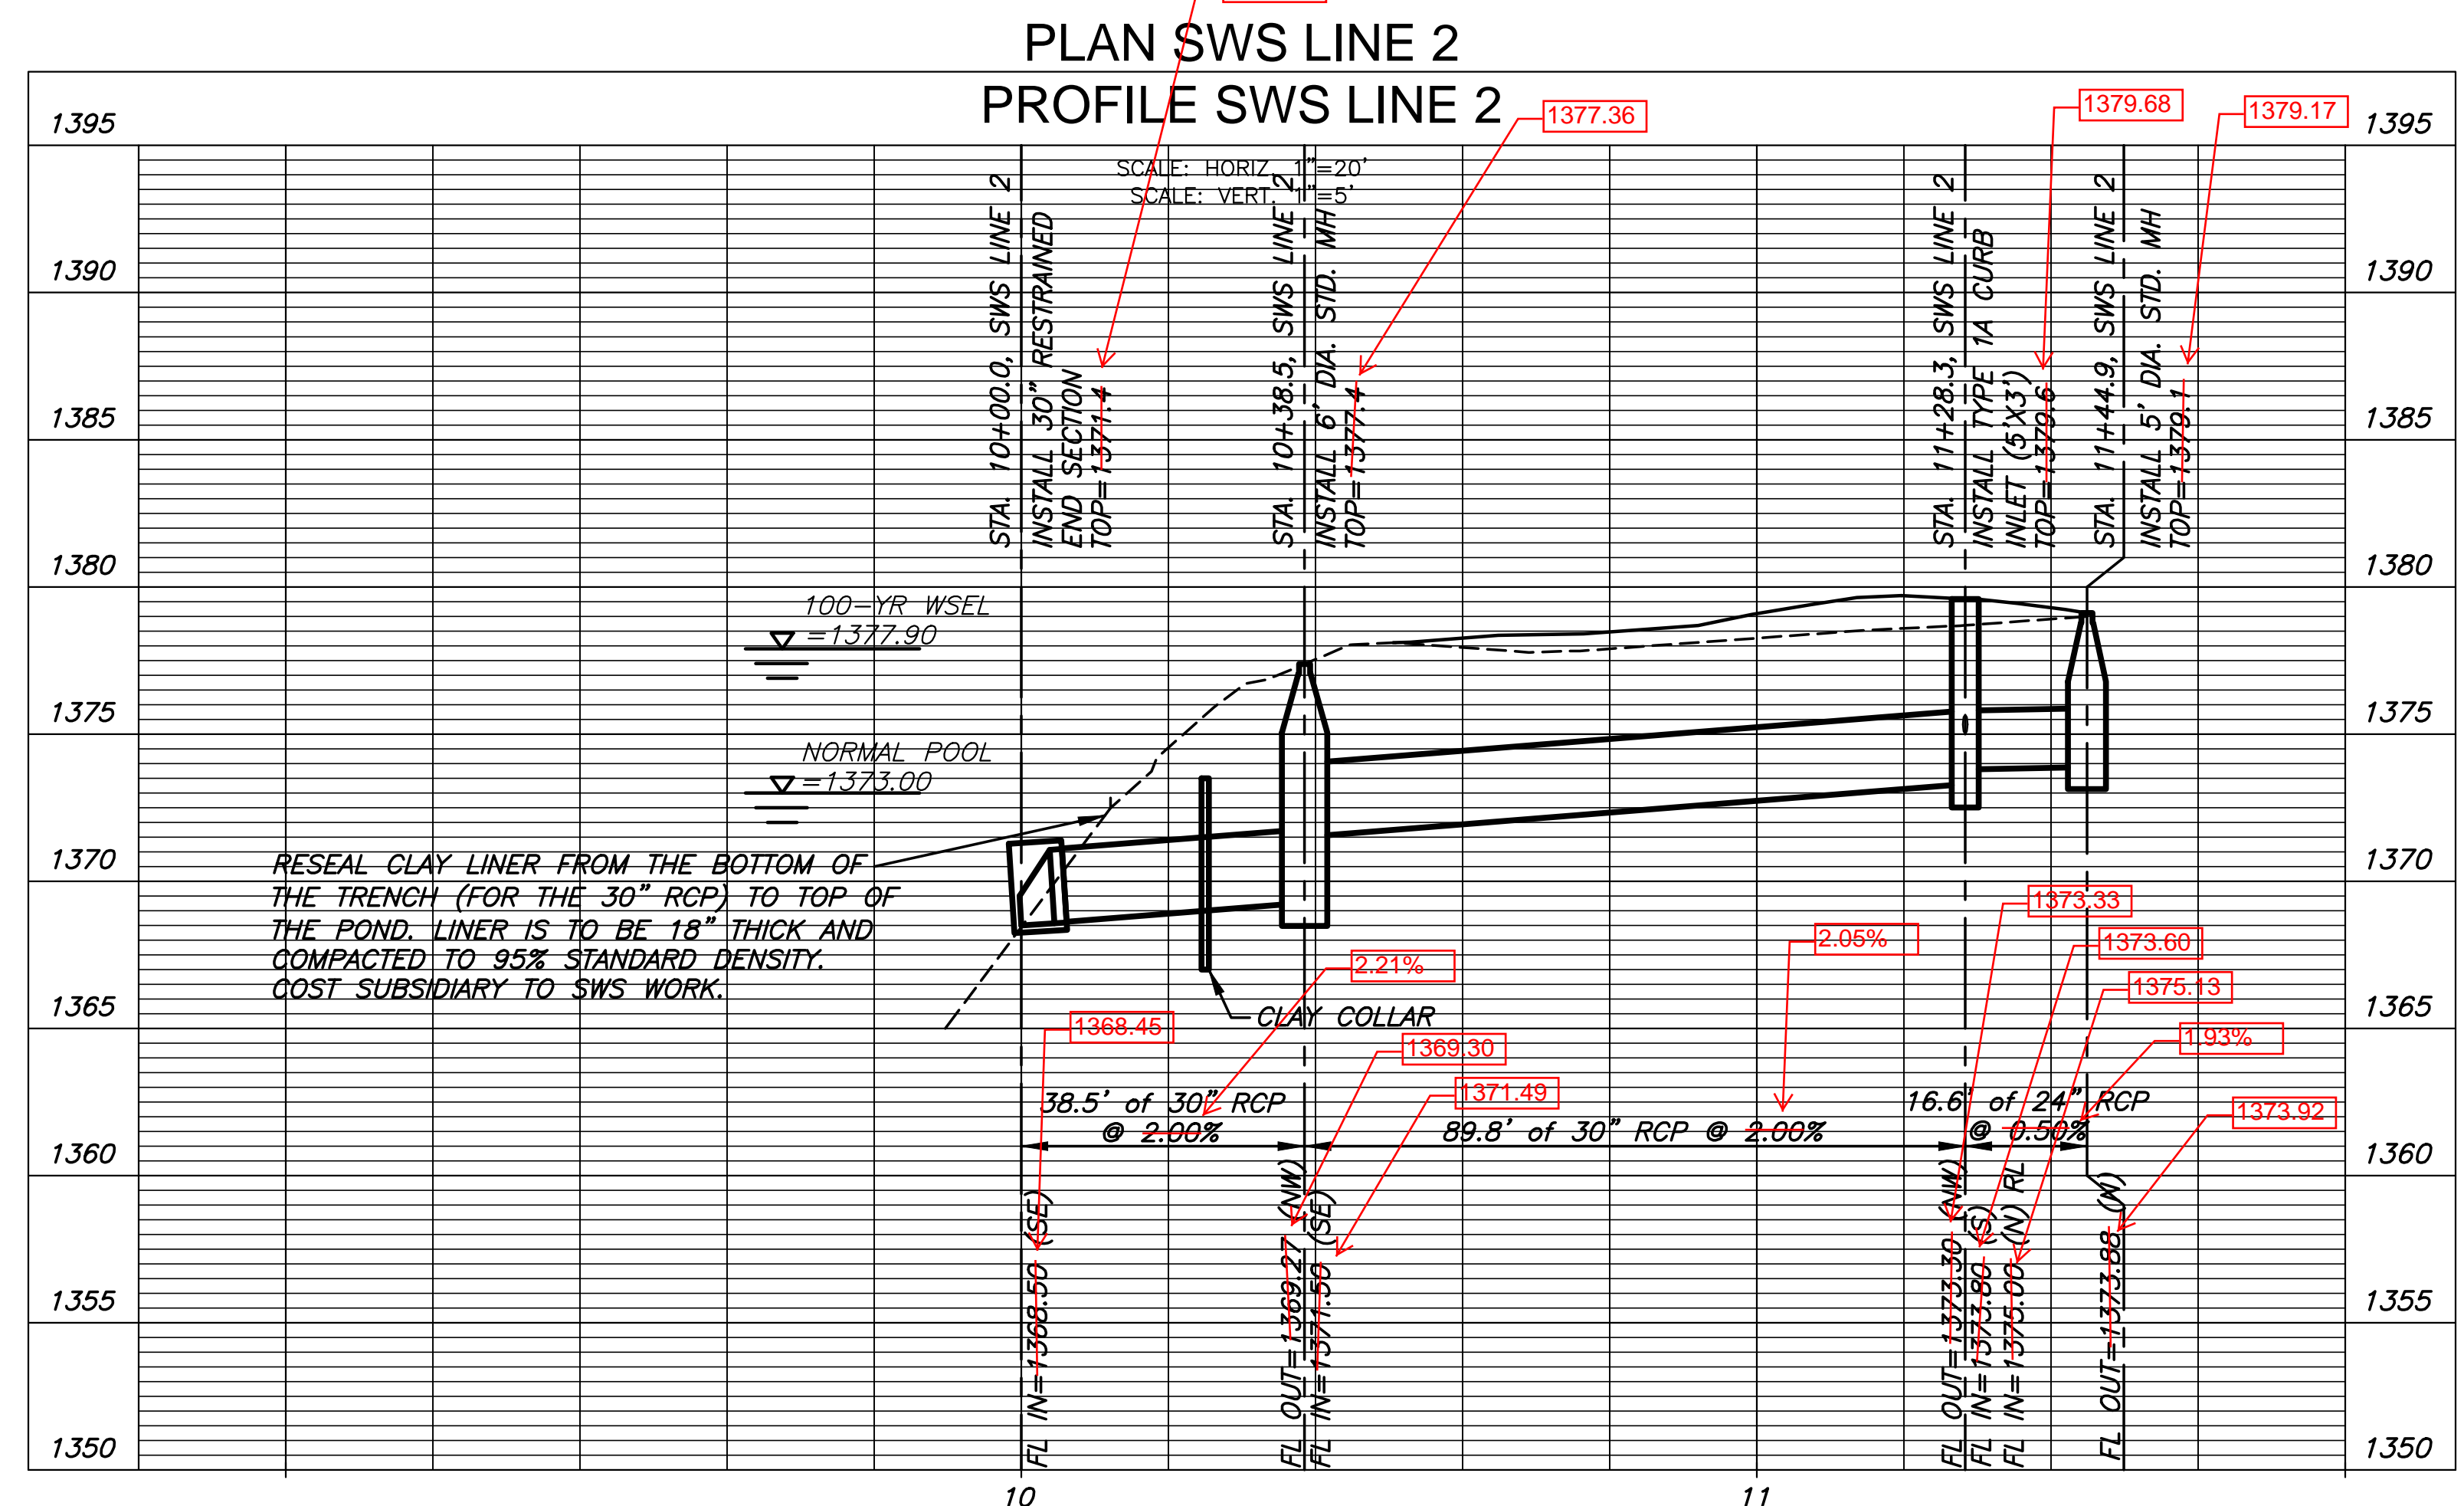 PLAN SWS LINE 2
PROFILE SWS LINE 2
SCALE: HORIZ. 1"=20'
SCALE: VERT. 1"=5'
1395
1390
1385
1380
1375
1370
1365
1360
1355
1350
1395
1390
1385
1380
1375
1370
1365
1360
1355
1350
1377.36
1379.68
1379.17
STA. 10+00.0, SWS LINE 2
INSTALL 30" RESTRAINED
END SECTION
TOP=1371.4
STA. 10+38.5, SWS LINE 2
INSTALL 6' DIA. STD. MH
TOP=1377.4
STA. 11+28.3, SWS LINE 2
INSTALL TYPE 1A CURB
INLET (5'X3')
TOP=1379.6
STA. 11+44.9, SWS LINE 2
INSTALL 5' DIA. STD. MH
TOP=1379.1
100-YR WSEL
=1377.90
NORMAL POOL
=1373.00
RESEAL CLAY LINER FROM THE BOTTOM OF
THE TRENCH (FOR THE 30" RCP) TO TOP OF
THE POND. LINER IS TO BE 18" THICK AND
COMPACTED TO 95% STANDARD DENSITY.
COST SUBSIDIARY TO SWS WORK.
CLAY COLLAR
1373.33
1373.60
1375.13
1.93%
1373.92
2.05%
2.21%
1368.45
1369.30
1371.49
38.5' of 30" RCP
@ 2.00%
89.8' of 30" RCP @ 2.00%
16.6' of 24" RCP
@ 0.50%
FL IN=1368.50 (SE)
FL OUT=1369.27 (NW)
FL IN=1371.50 (SE)
FL OUT=1373.30 (NW)
FL IN=1373.80 (S)
FL IN=1375.00 (N) RL
FL OUT=1373.88 (W)
10
11